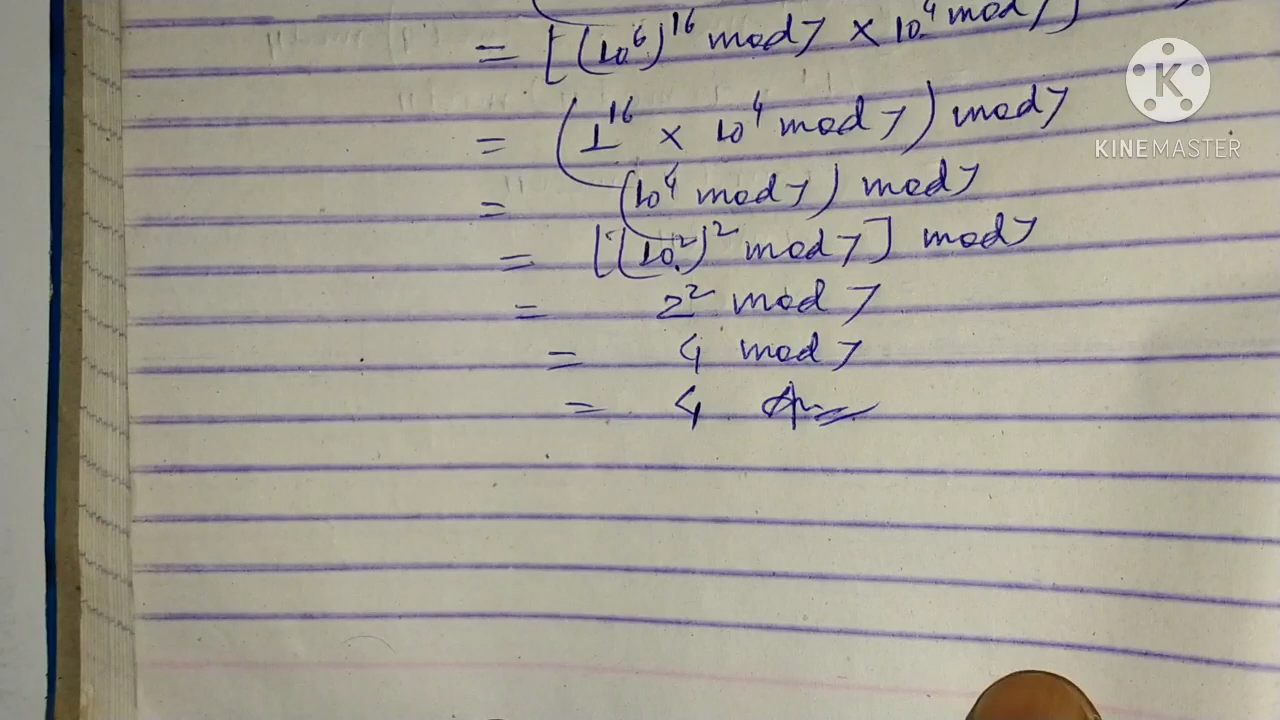 = [(10⁶)¹⁶ mod 7 × 10⁴ mod 7]
K
KINEMASTER
= (1¹⁶ × 10⁴ mod 7) mod 7
= (10⁴ mod 7) mod 7
= [(10²)² mod 7] mod 7
= 2² mod 7
= 4 mod 7
= 4 Ans